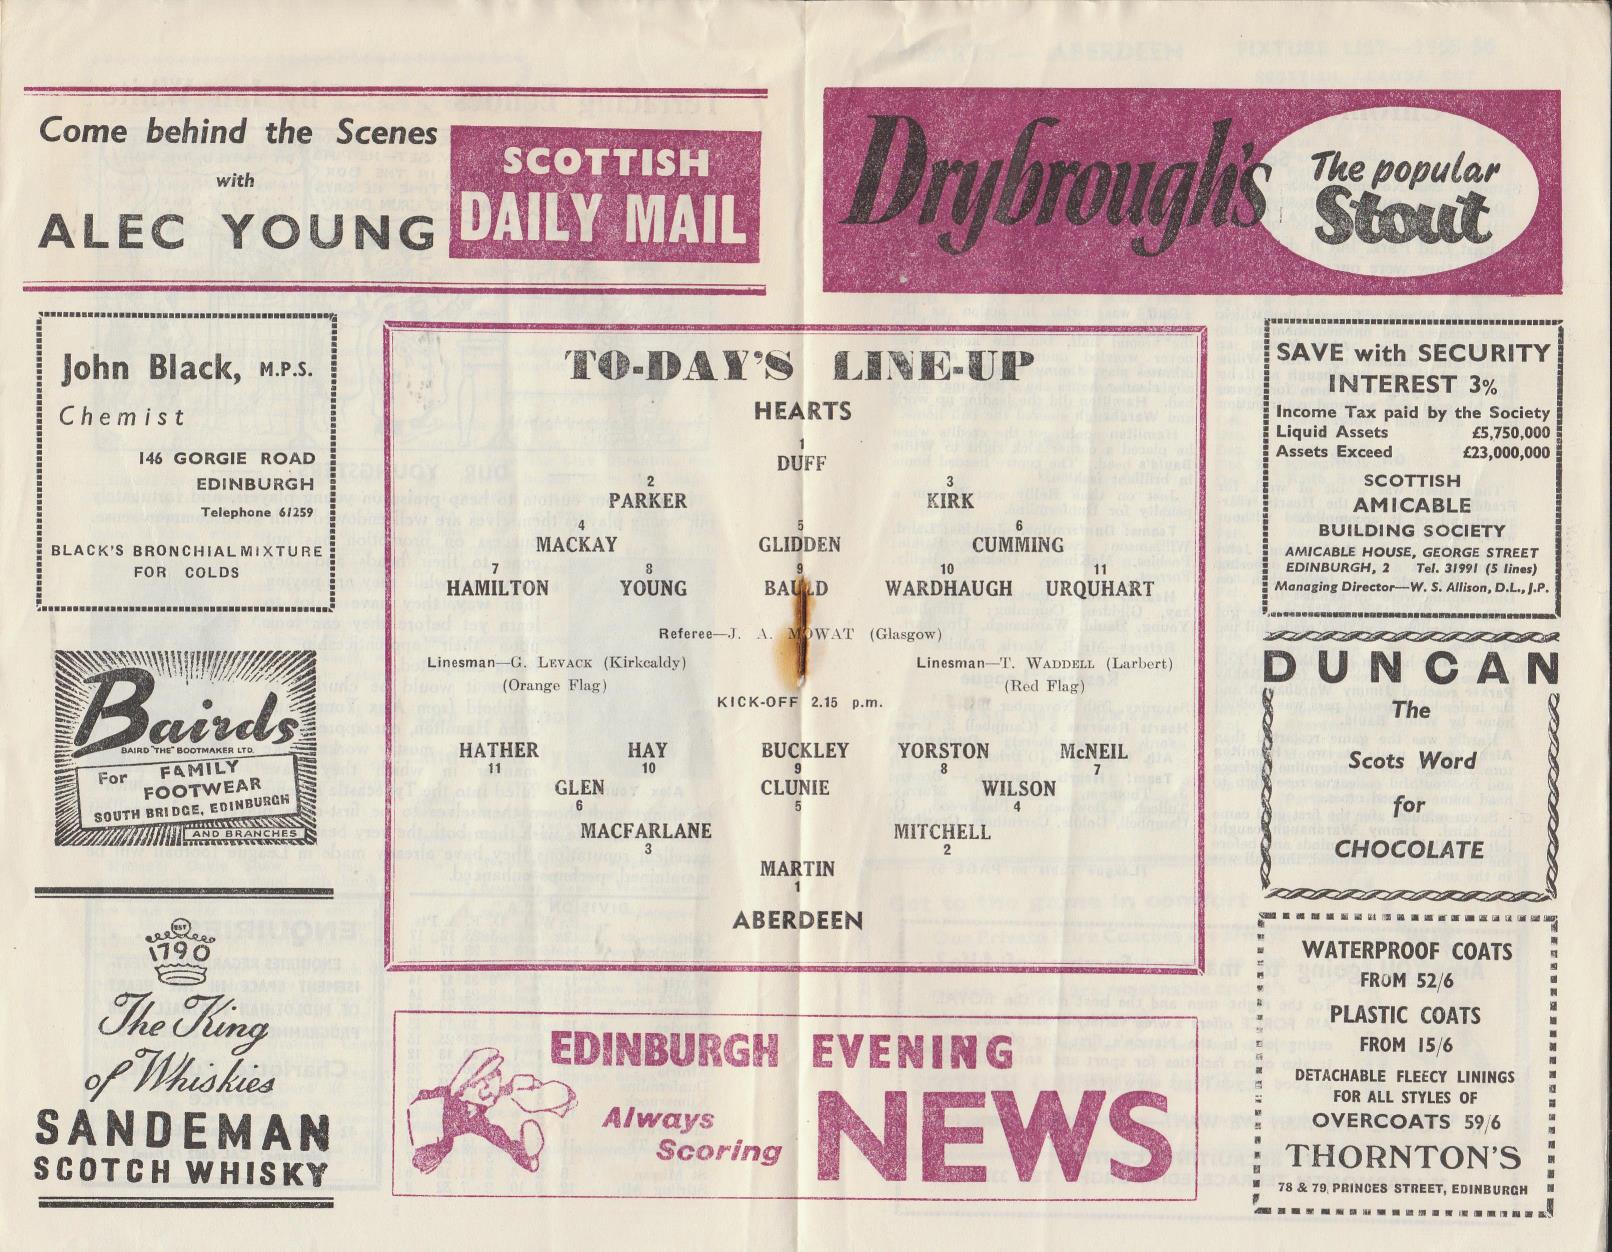 Come behind the Scenes
with
ALEC YOUNG
SCOTTISH
DAILY MAIL
Drybrough's
The popular
Stout
John Black, M.P.S.
Chemist
146 GORGIE ROAD
EDINBURGH
Telephone 61259
BLACK'S BRONCHIAL MIXTURE
FOR COLDS
Bairds
BAIRD "THE" BOOTMAKER LTD.
For FAMILY
FOOTWEAR
SOUTH BRIDGE, EDINBURGH
AND BRANCHES
EST
1790
The King
of Whiskies
SANDEMAN
SCOTCH WHISKY
TO-DAY'S LINE-UP
HEARTS
1
DUFF
2 3
PARKER KIRK
4 5 6
MACKAY GLIDDEN CUMMING
7 8 9 10 11
HAMILTON YOUNG BAULD WARDHAUGH URQUHART
Referee—J. A. MOWAT (Glasgow)
Linesman—G. LEVACK (Kirkcaldy) Linesman—T. WADDELL (Larbert)
(Orange Flag) (Red Flag)
KICK-OFF 2.15 p.m.
HATHER HAY BUCKLEY YORSTON McNEIL
11 10 9 8 7
GLEN CLUNIE WILSON
6 5 4
MACFARLANE MITCHELL
3 2
MARTIN
1
ABERDEEN
EDINBURGH EVENING
NEWS
Always
Scoring
SAVE with SECURITY
INTEREST 3%
Income Tax paid by the Society
Liquid Assets £5,750,000
Assets Exceed £23,000,000
SCOTTISH
AMICABLE
BUILDING SOCIETY
AMICABLE HOUSE, GEORGE STREET
EDINBURGH, 2 Tel. 31991 (5 lines)
Managing Director—W. S. Allison, D.L., J.P.
DUNCAN
The
Scots Word
for
CHOCOLATE
WATERPROOF COATS
FROM 52/6
PLASTIC COATS
FROM 15/6
DETACHABLE FLEECY LININGS
FOR ALL STYLES OF
OVERCOATS 59/6
THORNTON'S
78 & 79, PRINCES STREET, EDINBURGH